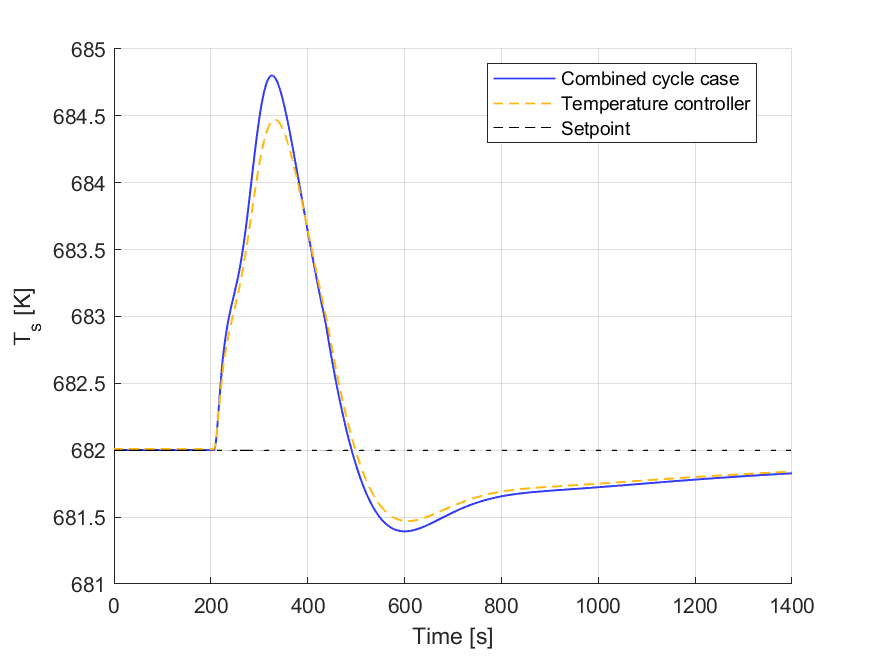 685
684.5
684
683.5
683
682.5
682
681.5
681
T_s [K]
Combined cycle case
Temperature controller
Setpoint
0 200 400 600 800 1000 1200 1400
Time [s]